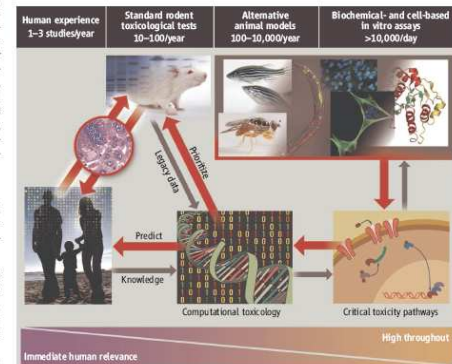 Human experience
1–3 studies/year
Standard rodent
toxicological tests
10–100/year
Alternative
animal models
100–10,000/year
Biochemical- and cell-based
in vitro assays
>10,000/day
Legacy data
Prioritize
Predict
Knowledge
Computational toxicology
Critical toxicity pathways
High throughout
Immediate human relevance